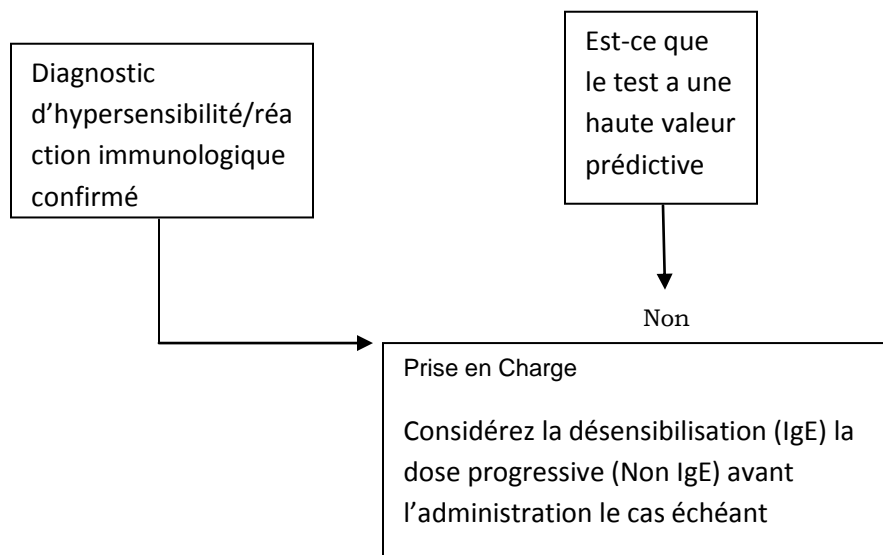 Diagnostic
d’hypersensibilité/réa
ction immunologique
confirmé
Est-ce que
le test a une
haute valeur
prédictive
Non
Prise en Charge
Considérez la désensibilisation (IgE) la
dose progressive (Non IgE) avant
l’administration le cas échéant